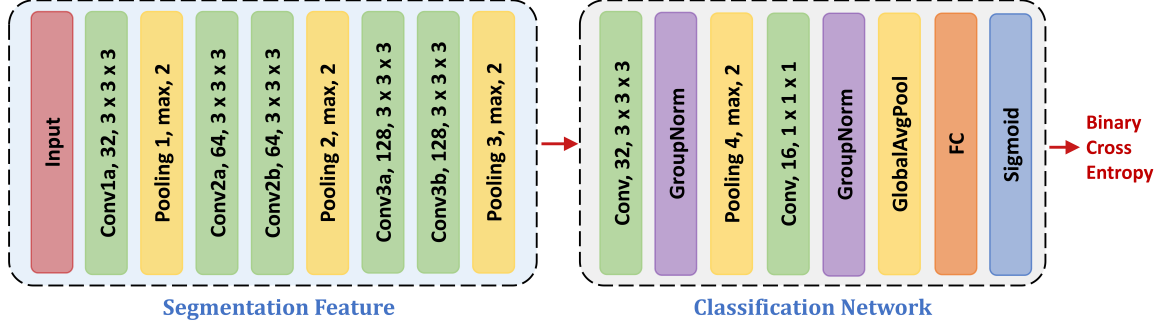 Input
Conv1a, 32, 3 x 3 x 3
Pooling 1, max, 2
Conv2a, 64, 3 x 3 x 3
Conv2b, 64, 3 x 3 x 3
Pooling 2, max, 2
Conv3a, 128, 3 x 3 x 3
Conv3b, 128, 3 x 3 x 3
Pooling 3, max, 2
Segmentation Feature
Conv, 32, 3 x 3 x 3
GroupNorm
Pooling 4, max, 2
Conv, 16, 1 x 1 x 1
GroupNorm
GlobalAvgPool
FC
Sigmoid
Classification Network
Binary
Cross
Entropy